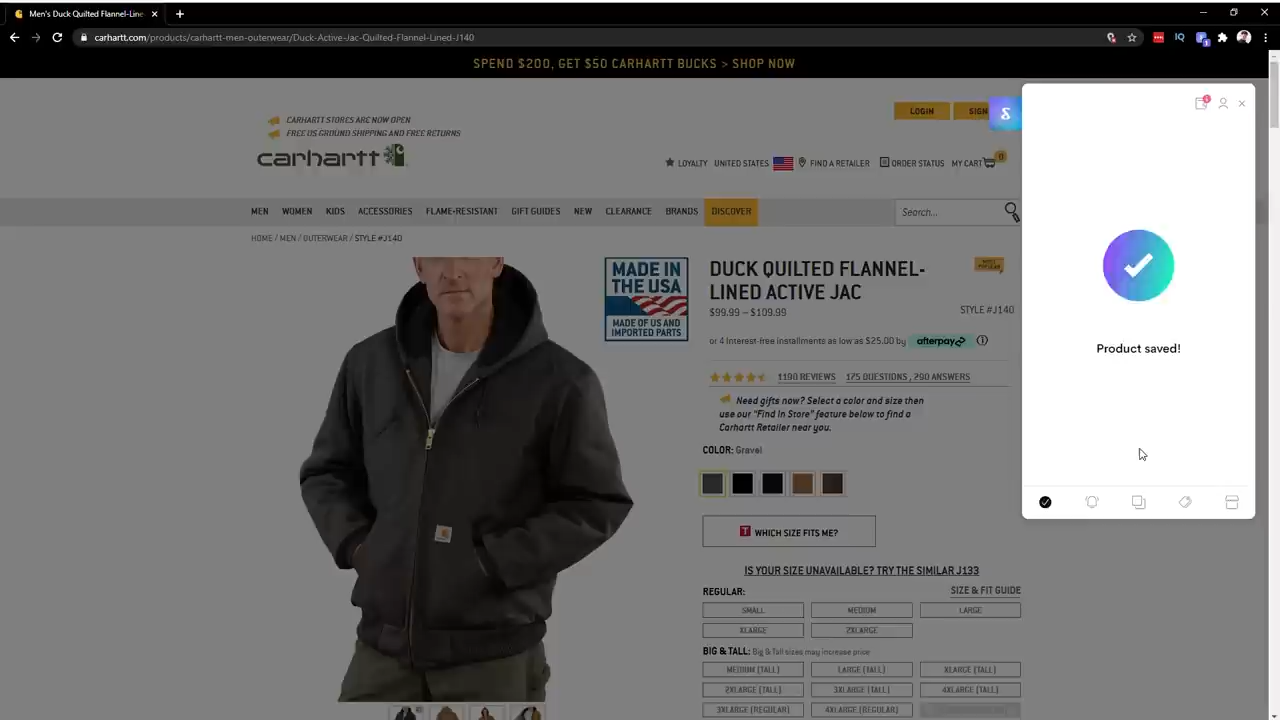 Men's Duck Quilted Flannel-Line
carhartt.com/products/carhartt-men-outerwear/Duck-Active-Jac-Quilted-Flannel-Lined-J140
SPEND $200, GET $50 CARHARTT BUCKS > SHOP NOW
CARHARTT STORES ARE NOW OPEN
FREE US GROUND SHIPPING AND FREE RETURNS
carhartt
LOGIN
SIGN
LOYALTY
UNITED STATES
FIND A RETAILER
ORDER STATUS
MY CART
0
MEN
WOMEN
KIDS
ACCESSORIES
FLAME-RESISTANT
GIFT GUIDES
NEW
CLEARANCE
BRANDS
DISCOVER
Search...
HOME / MEN / OUTERWEAR / STYLE #J140
MADE IN
THE USA
MADE OF US AND
IMPORTED PARTS
DUCK QUILTED FLANNEL-
LINED ACTIVE JAC
$99.99 – $109.99
STYLE #J140
or 4 interest-free installments as low as $25.00 by afterpay
1190 REVIEWS
175 QUESTIONS , 290 ANSWERS
Need gifts now? Select a color and size then
use our "Find In Store" feature below to find a
Carhartt Retailer near you.
COLOR: Gravel
WHICH SIZE FITS ME?
IS YOUR SIZE UNAVAILABLE? TRY THE SIMILAR J133
REGULAR:
SIZE & FIT GUIDE
SMALL
MEDIUM
LARGE
XLARGE
2XLARGE
BIG & TALL: Big & Tall sizes may increase price
MEDIUM (TALL)
LARGE (TALL)
XLARGE (TALL)
2XLARGE (TALL)
3XLARGE (TALL)
4XLARGE (TALL)
3XLARGE (REGULAR)
4XLARGE (REGULAR)
Product saved!